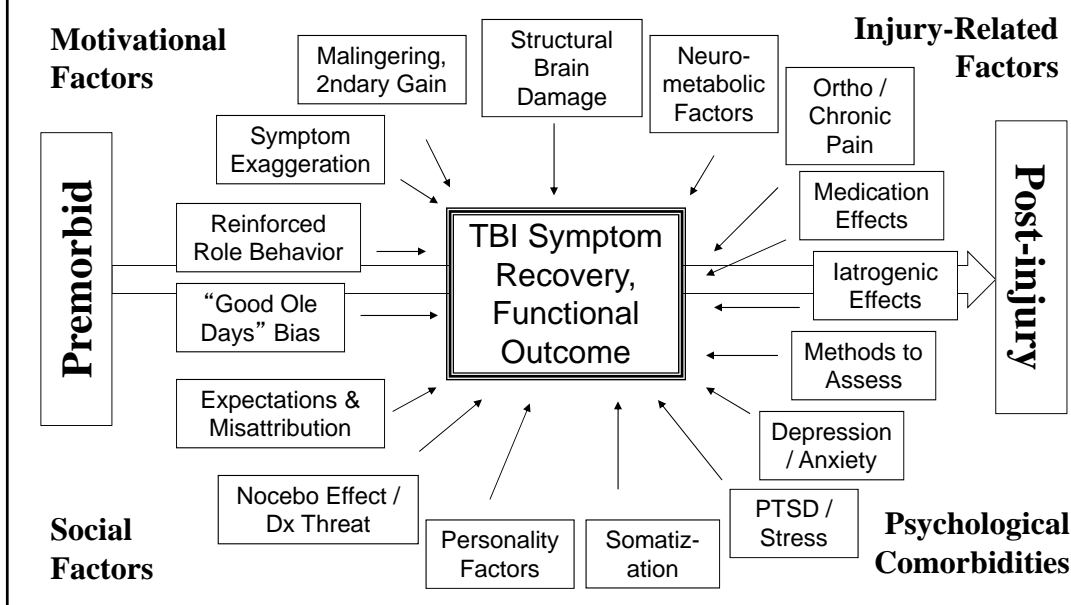 Motivational
Factors
Malingering,
2ndary Gain
Structural
Brain
Damage
Neuro-
metabolic
Factors
Injury-Related
Factors
Ortho /
Chronic
Pain
Symptom
Exaggeration
Medication
Effects
Premorbid
Reinforced
Role Behavior
TBI Symptom
Recovery,
Functional
Outcome
Iatrogenic
Effects
Post-injury
“Good Ole
Days” Bias
Methods to
Assess
Expectations &
Misattribution
Depression
/ Anxiety
Nocebo Effect /
Dx Threat
PTSD /
Stress
Social
Factors
Personality
Factors
Somatiz-
ation
Psychological
Comorbidities